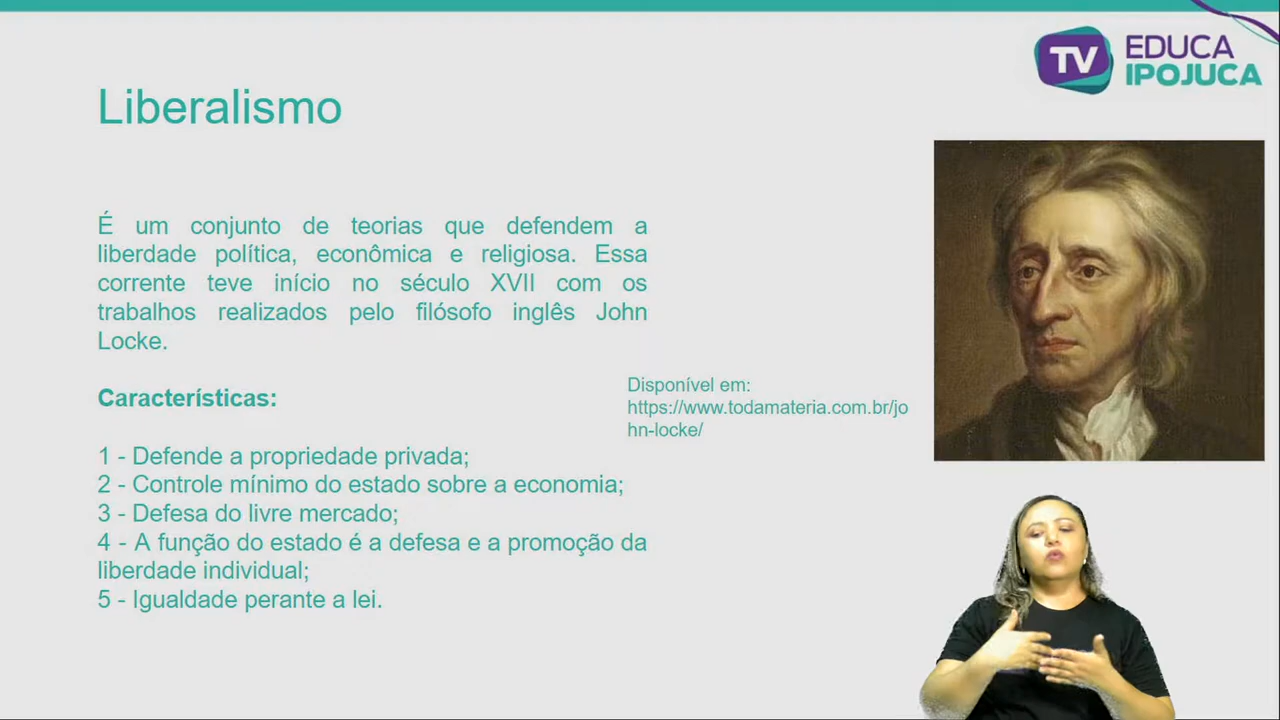 TV EDUCA
IPOJUCA
Liberalismo
É um conjunto de teorias que defendem a
liberdade política, econômica e religiosa. Essa
corrente teve início no século XVII com os
trabalhos realizados pelo filósofo inglês John
Locke.
Características:
1 - Defende a propriedade privada;
2 - Controle mínimo do estado sobre a economia;
3 - Defesa do livre mercado;
4 - A função do estado é a defesa e a promoção da
liberdade individual;
5 - Igualdade perante a lei.
Disponível em:
https://www.todamateria.com.br/jo
hn-locke/